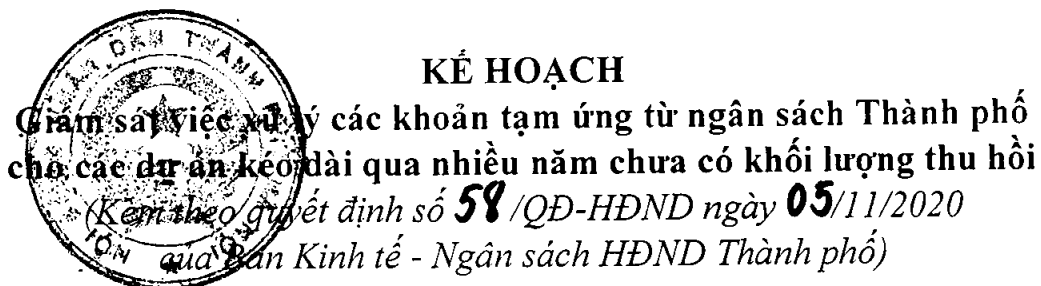 KẾ HOẠCH
Giám sát việc xử lý các khoản tạm ứng từ ngân sách Thành phố
cho các dự án kéo dài qua nhiều năm chưa có khối lượng thu hồi
(Kèm theo quyết định số 58 /QĐ-HĐND ngày 05/11/2020
của Ban Kinh tế - Ngân sách HĐND Thành phố)